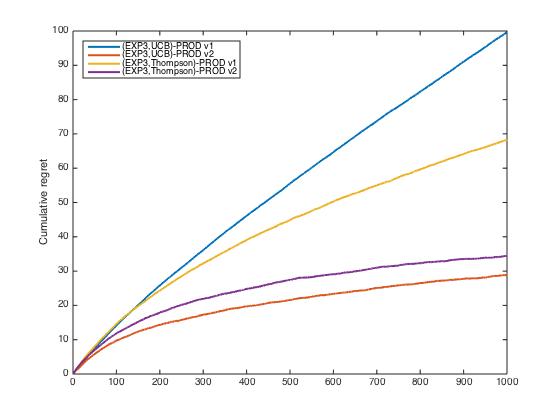 100
(EXP3,UCB)-PROD v1
(EXP3,UCB)-PROD v2
(EXP3,Thompson)-PROD v1
(EXP3,Thompson)-PROD v2
90
80
70
60
50
40
30
20
10
0
Cumulative regret
0 100 200 300 400 500 600 700 800 900 1000